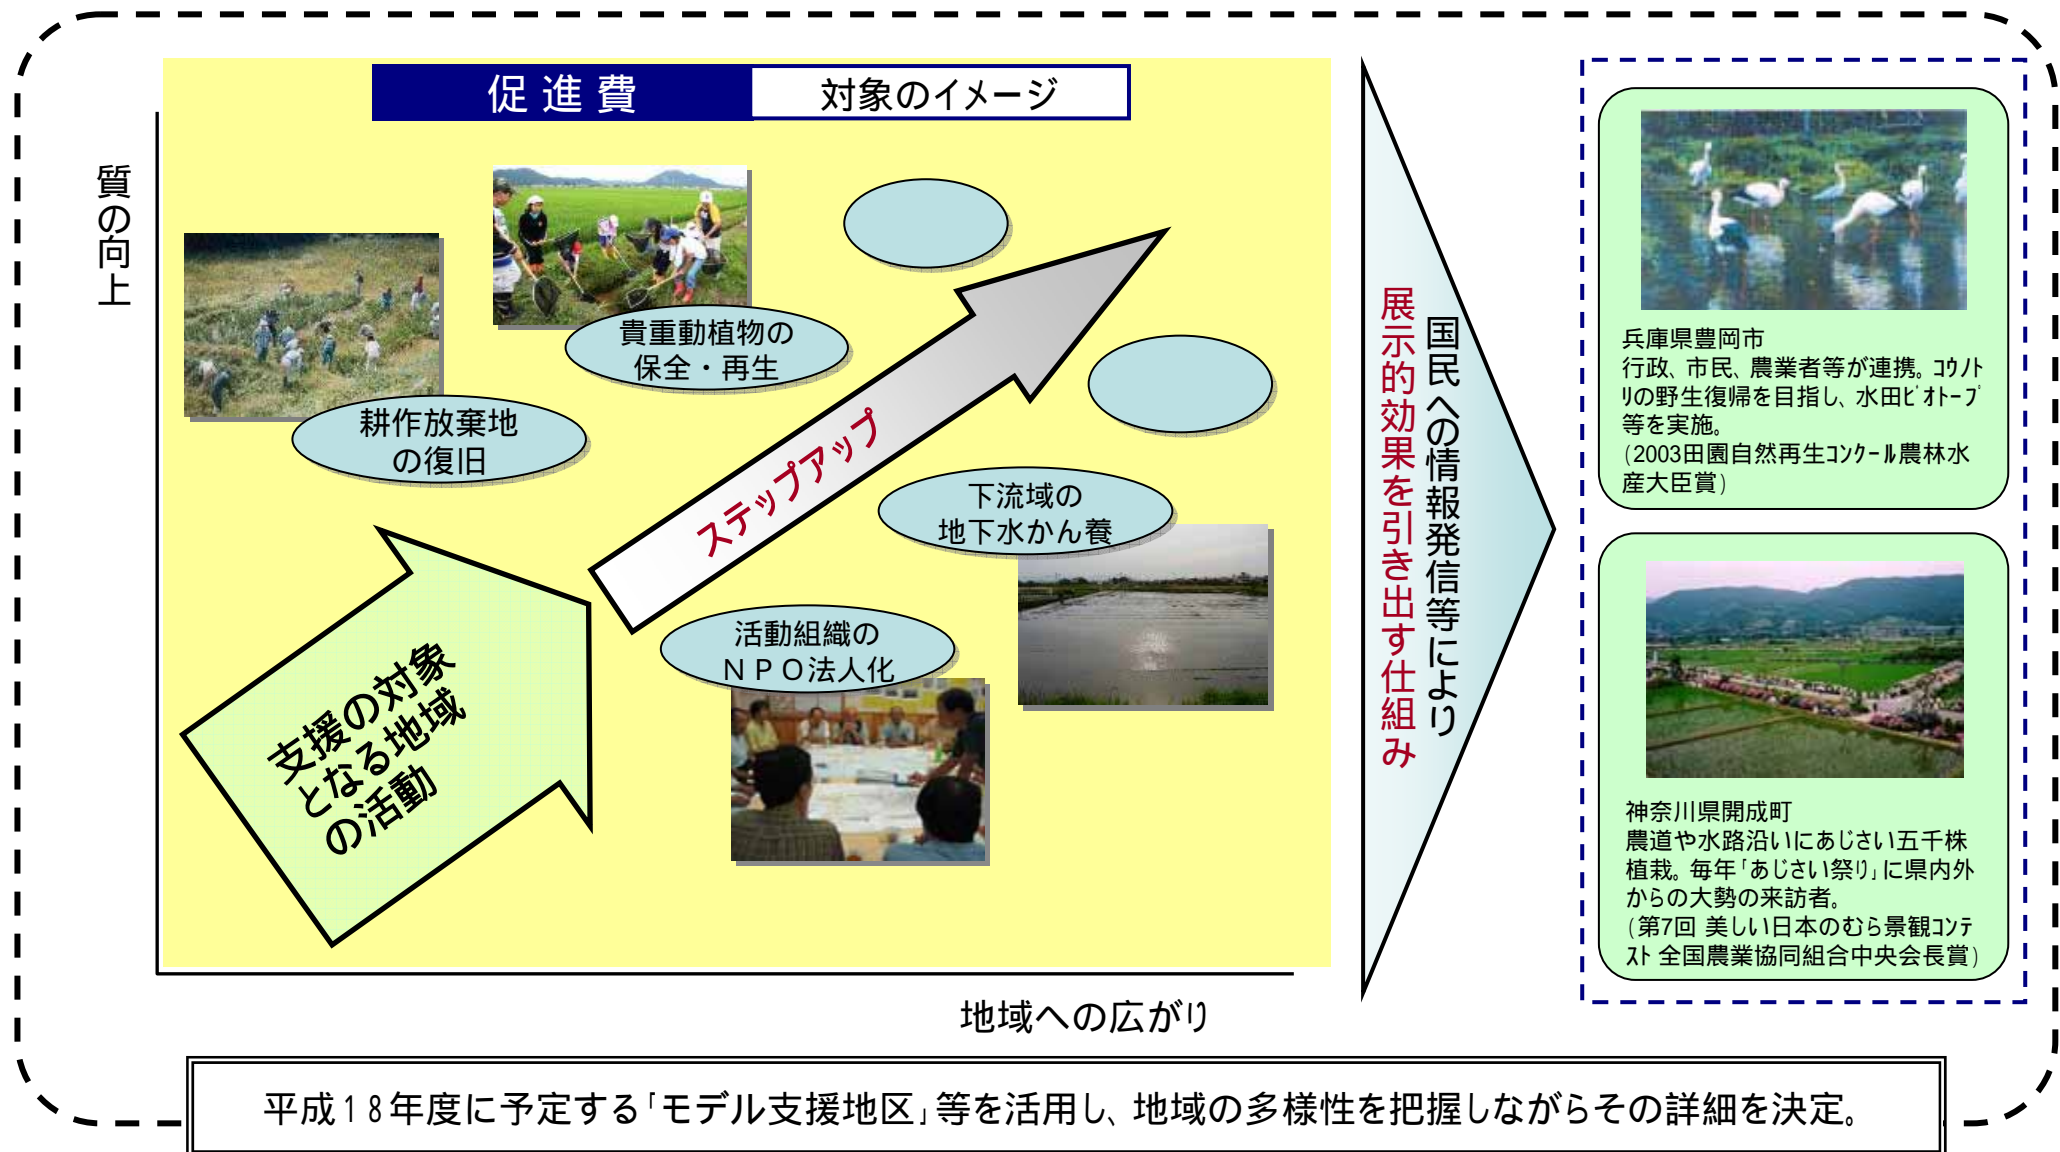 促進費
対象のイメージ
質の向上
貴重動植物の
保全・再生
耕作放棄地
の復旧
ステップアップ
下流域の
地下水かん養
活動組織の
ＮＰＯ法人化
支援の対象
となる地域
の活動
地域への広がり
国民への情報発信等により
展示的効果を引き出す仕組み
兵庫県豊岡市
行政、市民、農業者等が連携。ｺｳﾉﾄ
ﾘの野生復帰を目指し、水田ﾋﾞｵﾄｰﾌﾟ
等を実施。
(2003田園自然再生ｺﾝｸｰﾙ農林水
産大臣賞)
神奈川県開成町
農道や水路沿いにあじさい五千株
植栽。毎年「あじさい祭り」に県内外
からの大勢の来訪者。
(第7回 美しい日本のむら景観ｺﾝﾃ
ｽﾄ 全国農業協同組合中央会長賞)
平成１８年度に予定する「モデル支援地区」等を活用し、地域の多様性を把握しながらその詳細を決定。